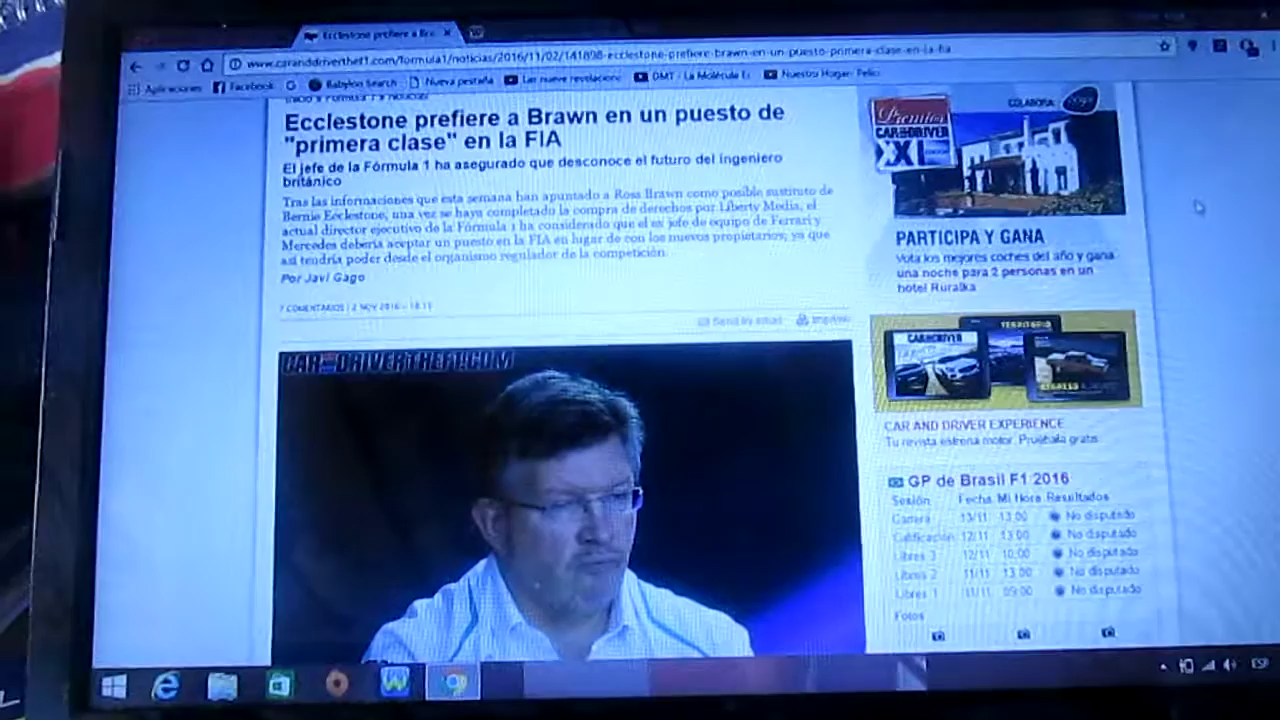 Ecclestone prefiere a Br
www.caranddriverthef1.com/formula1/noticias/2016/11/02/141898-ecclestone-prefiere-brawn-en-un-puesto-primera-clase-en-la-fia
Aplicaciones Facebook G Babylon Search Nueva pestaña Las nueve revelacione DMT - La Molécula E Nuestro Hogar- Pelic
Inicio > Formula 1 > Noticias
Ecclestone prefiere a Brawn en un puesto de
"primera clase" en la FIA
El jefe de la Fórmula 1 ha asegurado que desconoce el futuro del ingeniero
británico
Tras las informaciones que esta semana han apuntado a Ross Brawn como posible sustituto de
Bernie Ecclestone, una vez se haya completado la compra de derechos por Liberty Media, el
actual director ejecutivo de la Fórmula 1 ha considerado que el ex jefe de equipo de Ferrari y
Mercedes debería aceptar un puesto en la FIA en lugar de con los nuevos propietarios, ya que
así tendría poder desde el organismo regulador de la competición.
Por Javi Gago
7 COMENTARIOS | 2 NOV 2016 - 18:11
Send by email Imprimir
CAR AND DRIVERTHEF1.COM
Premios
CAR AND DRIVER
XXI
COLABORA:
PARTICIPA Y GANA
Vota los mejores coches del año y gana
una noche para 2 personas en un
hotel Ruralka
CAR AND DRIVER
CAR AND DRIVER EXPERIENCE
Tu revista estrena motor. Pruébala gratis
GP de Brasil F1 2016
Sesión Fecha Mi Hora Resultados
Carrera 13/11 13:00 No disputado
Calificación 12/11 13:00 No disputado
Libres 3 12/11 10:00 No disputado
Libres 2 11/11 13:00 No disputado
Libres 1 11/11 09:00 No disputado
Fotos
ESP